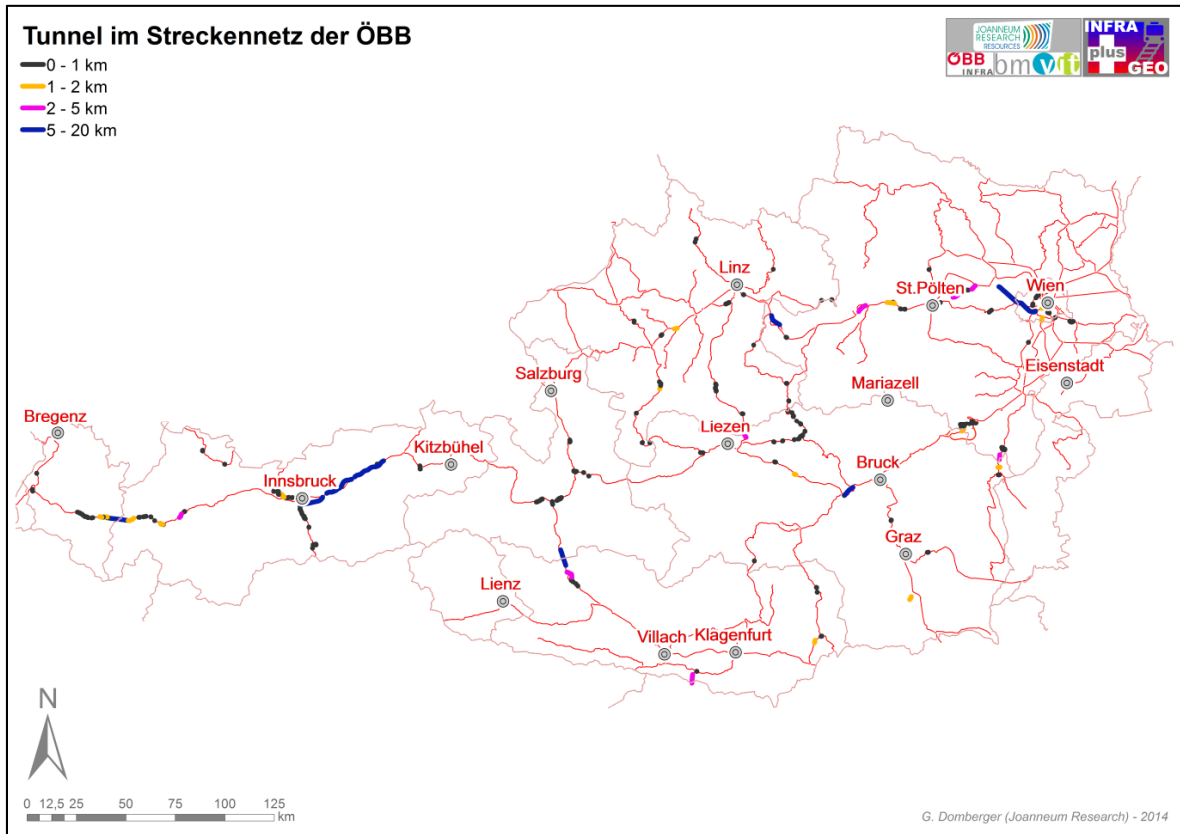 Tunnel im Streckennetz der ÖBB
0 - 1 km
1 - 2 km
2 - 5 km
5 - 20 km
JOANNEUM
RESEARCH
RESOURCES
ÖBB
INFRA
bmvit
INFRA
plus
GEO
Linz
St.Pölten
Wien
Salzburg
Mariazell
Eisenstadt
Bregenz
Kitzbühel
Liezen
Innsbruck
Bruck
Graz
Lienz
Villach
Klagenfurt
N
0 12,5 25 50 75 100 125
km
G. Domberger (Joanneum Research) - 2014